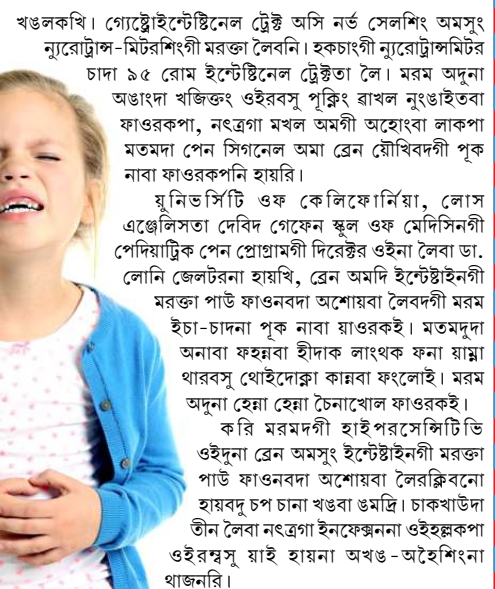 খঙলকখি। গ্যেষ্ট্রোইন্টেষ্টিনেল ট্রেক্ট অসি নর্ভ সেলশিং অমসুং
ন্যুরোট্রান্স-মিটরশিংগী মরক্তা লৈবনি। হকচাংগী ন্যুরোট্রান্সমিটর
চাদা ৯৫ রোম ইন্টেষ্টিনেল ট্রেক্টতা লৈ। মরম অদুনা
অঙাংদা খজিক্তং ওইরবসু পূক্নিং ৱাখল নুংঙাইতবা
ফাওরকপা, নৎত্রগা মখল অমগী অহোংবা লাকপা
মতমদা পেন সিগনেল অমা ব্রেন য়ৌখিবদগী পূক
নাবা ফাওরকপনি হায়রি।
য়ুনিভর্সিটি ওফ কেলিফোর্নিয়া, লোস
এঞ্জেলিসতা দেবিদ গেফেন স্কুল ওফ মেদিসিনগী
পেদিয়াট্রিক পেন প্রোগ্রামগী দিরেক্টর ওইনা লৈবা ডা.
লোনি জেলটরনা হায়খি, ব্রেন অমদি ইন্টেষ্টাইনগী
মরক্তা পাউ ফাওনবদা অশোয়বা লৈবদগী মরম
ইচা-চাদনা পূক নাবা য়াওরকই। মতমদুদা
অনাবা ফহন্নবা হীদাক লাংথক ফনা য়াম্না
থারবসু থোইদোক্না কান্নবা ফংলোই। মরম
অদুনা হেন্না হেন্না চৈনাখোল ফাওরকই।
করি মরমদগী হাইপরসেন্সিটিভি
ওইদুনা ব্রেন অমসুং ইন্টেষ্টাইনগী মরক্তা
পাউ ফাওনবদা অশোয়বা লৈরক্লিবনো
হায়বদু চপ চানা খঙবা ঙমদ্রি। চাকখাউদা
তীন লৈবা নৎত্রগা ইনফেক্সননা ওইহল্লকপা
ওইরম্বসু য়াই হায়না অখঙ-অহৈশিংনা
থাজনরি।